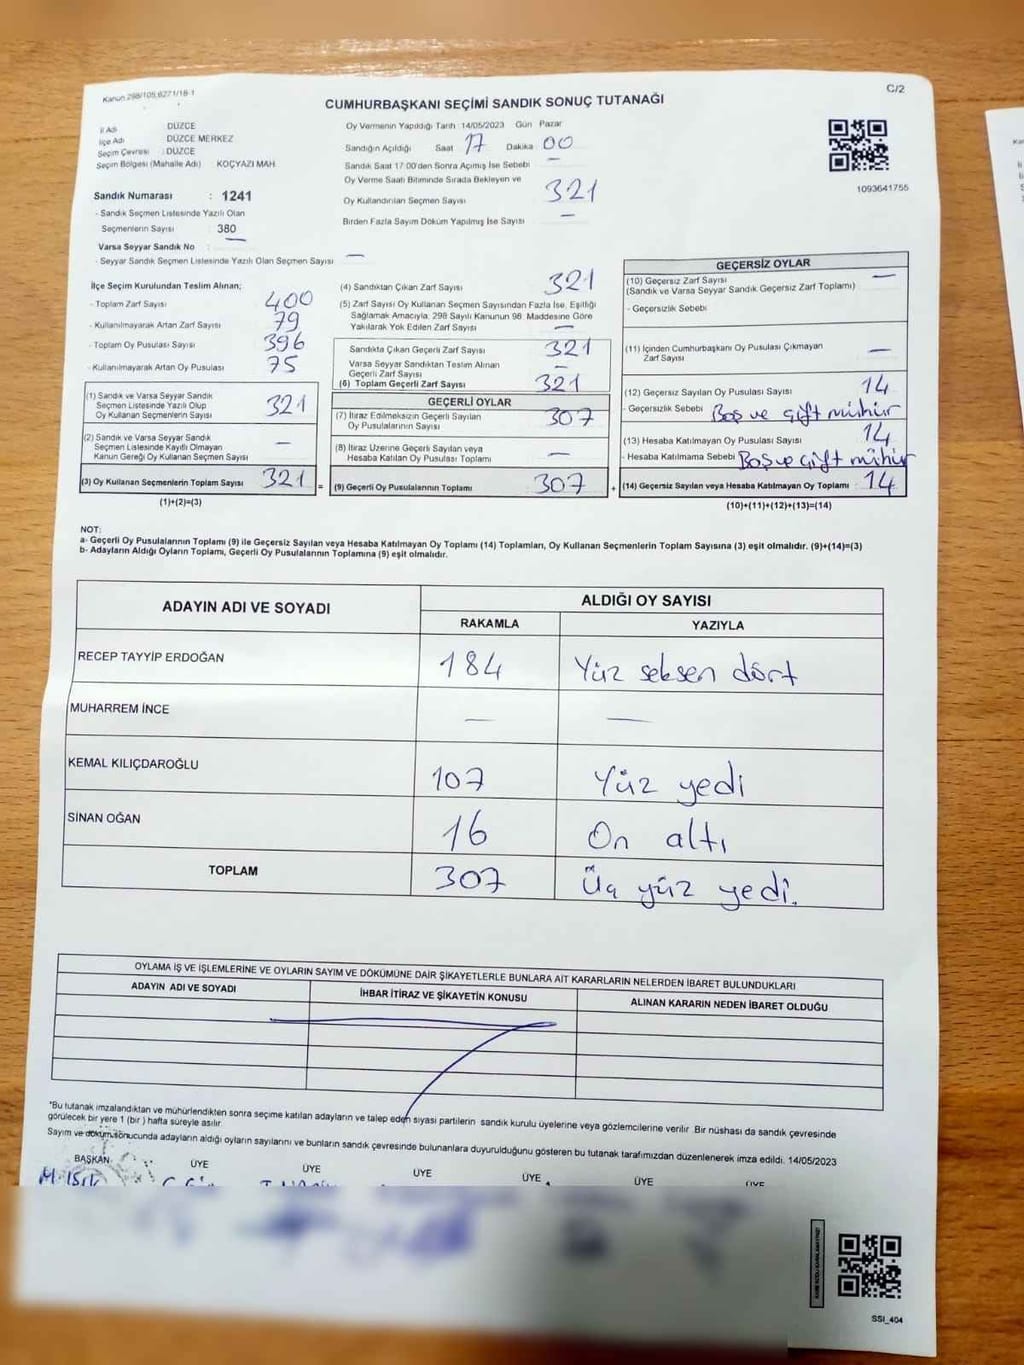 Kanun 298/105,6271/18-1
C/2
CUMHURBAŞKANI SEÇİMİ SANDIK SONUÇ TUTANAĞI
İl Adı DÜZCE
İlçe Adı DÜZCE MERKEZ
Seçim Çevresi : DÜZCE
Seçim Bölgesi (Mahalle Adı) KOÇYAZI MAH.
Sandık Numarası : 1241
- Sandık Seçmen Listesinde Yazılı Olan
Seçmenlerin Sayısı 380
Varsa Seyyar Sandık No —
- Seyyar Sandık Seçmen Listesinde Yazılı Olan Seçmen Sayısı —
Oy Vermenin Yapıldığı Tarih :14/05/2023 Gün Pazar
Sandığın Açıldığı Saat 17 Dakika 00
Sandık Saat 17:00'den Sonra Açımış İse Sebebi —
Oy Verme Saati Bitiminde Sırada Bekleyen ve
Oy Kullandırılan Seçmen Sayısı 321
Birden Fazla Sayım Döküm Yapılmış İse Sayısı —
1093641755
İlçe Seçim Kurulundan Teslim Alınan;
- Toplam Zarf Sayısı 400
- Kullanılmayarak Artan Zarf Sayısı 79
- Toplam Oy Pusulası Sayısı 396
- Kullanılmayarak Artan Oy Pusulası 75
(1) Sandık ve Varsa Seyyar Sandık
Seçmen Listesinde Yazılı Olup
Oy Kullanan Seçmenlerin Sayısı 321
(2) Sandık ve Varsa Seyyar Sandık
Seçmen Listesinde Kayıtlı Olmayan
Kanun Gereği Oy Kullanan Seçmen Sayısı —
(3) Oy Kullanan Seçmenlerin Toplam Sayısı 321 =
(1)+(2)=(3)
(4) Sandıktan Çıkan Zarf Sayısı 321
(5) Zarf Sayısı Oy Kullanan Seçmen Sayısından Fazla İse, Eşitliği
Sağlamak Amacıyla; 298 Sayılı Kanunun 98. Maddesine Göre
Yakılarak Yok Edilen Zarf Sayısı —
Sandıkta Çıkan Geçerli Zarf Sayısı 321
Varsa Seyyar Sandıktan Teslim Alınan
Geçerli Zarf Sayısı —
(6) Toplam Geçerli Zarf Sayısı 321
GEÇERLİ OYLAR
(7) İtiraz Edilmeksizin Geçerli Sayılan
Oy Pusulalarının Sayısı 307
(8) İtiraz Üzerine Geçerli Sayılan veya
Hesaba Katılan Oy Pusulası Toplamı —
(9) Geçerli Oy Pusulalarının Toplamı 307 +
GEÇERSİZ OYLAR
(10) Geçersiz Zarf Sayısı —
(Sandık ve Varsa Seyyar Sandık Geçersiz Zarf Toplamı)
- Geçersizlik Sebebi
(11) İçinden Cumhurbaşkanı Oy Pusulası Çıkmayan
Zarf Sayısı —
(12) Geçersiz Sayılan Oy Pusulası Sayısı 14
- Geçersizlik Sebebi Boş ve çift mühür
(13) Hesaba Katılmayan Oy Pusulası Sayısı 14
- Hesaba Katılmama Sebebi Boş ve çift mühür
(14) Geçersiz Sayılan veya Hesaba Katılmayan Oy Toplamı 14
(10)+(11)+(12)+(13)=(14)
NOT:
a- Geçerli Oy Pusulalarının Toplamı (9) ile Geçersiz Sayılan veya Hesaba Katılmayan Oy Toplamı (14) Toplamları, Oy Kullanan Seçmenlerin Toplam Sayısına (3) eşit olmalıdır. (9)+(14)=(3)
b- Adayların Aldığı Oyların Toplamı, Geçerli Oy Pusulalarının Toplamına (9) eşit olmalıdır.
ADAYIN ADI VE SOYADI
ALDIĞI OY SAYISI
RAKAMLA YAZIYLA
RECEP TAYYİP ERDOĞAN 184 Yüz seksen dört
MUHARREM İNCE — —
KEMAL KILIÇDAROĞLU 107 Yüz yedi
SİNAN OĞAN 16 On altı
TOPLAM 307 Üç yüz yedi.
OYLAMA İŞ VE İŞLEMLERİNE VE OYLARIN SAYIM VE DÖKÜMÜNE DAİR ŞİKAYETLERLE BUNLARA AİT KARARLARIN NELERDEN İBARET BULUNDUKLARI
ADAYIN ADI VE SOYADI İHBAR İTİRAZ VE ŞİKAYETİN KONUSU ALINAN KARARIN NEDEN İBARET OLDUĞU
*Bu tutanak imzalandıktan ve mühürlendikten sonra seçime katılan adayların ve talep eden siyasi partilerin sandık kurulu üyelerine veya gözlemcilerine verilir. Bir nüshası da sandık çevresinde
görülecek bir yere 1 (bir) hafta süreyle asılır.
Sayım ve döküm sonucunda adayların aldığı oyların sayılarını ve bunların sandık çevresinde bulunanlara duyurulduğunu gösteren bu tutanak tarafımızdan düzenlenerek imza edildi. 14/05/2023
BAŞKAN ÜYE ÜYE ÜYE ÜYE ÜYE ÜYE
M. Işık
SSI_404